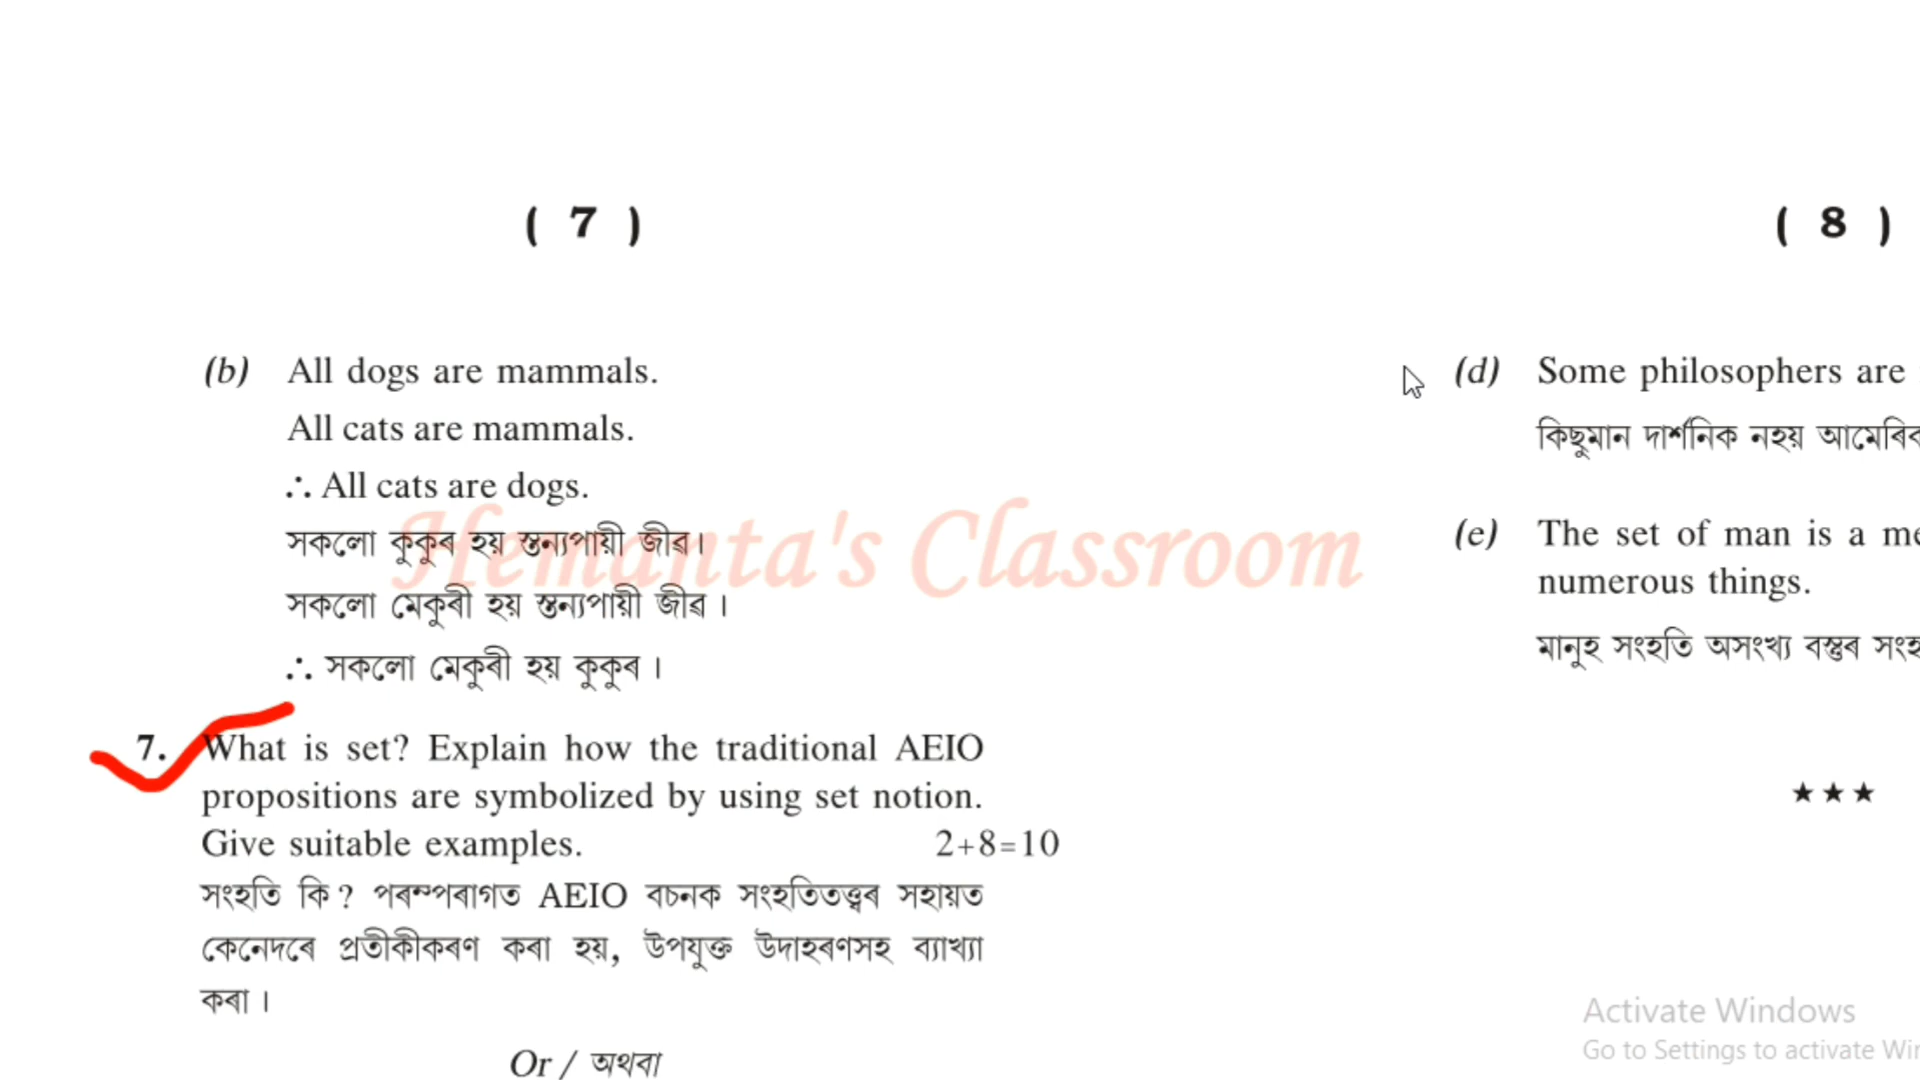 ( 7 )
(b) All dogs are mammals.
All cats are mammals.
∴ All cats are dogs.
সকলো কুকুৰ হয় স্তন্যপায়ী জীৱ।
সকলো মেকুৰী হয় স্তন্যপায়ী জীৱ ।
∴ সকলো মেকুৰী হয় কুকুৰ ।
7. What is set? Explain how the traditional AEIO
propositions are symbolized by using set notion.
Give suitable examples. 2+8=10
সংহতি কি ? পৰম্পৰাগত AEIO বচনক সংহতিতত্ত্বৰ সহায়ত
কেনেদৰে প্ৰতীকীকৰণ কৰা হয়, উপযুক্ত উদাহৰণসহ ব্যাখ্যা
কৰা ।
Or / অথবা
( 8 )
(d) Some philosophers are
কিছুমান দাৰ্শনিক নহয়
(e) The set of man is a
numerous things.
মানুহ সংহতি অসংখ্য বস্তুৰ
★★★
Hemanta's Classroom
Activate Windows
Go to Settings to activate